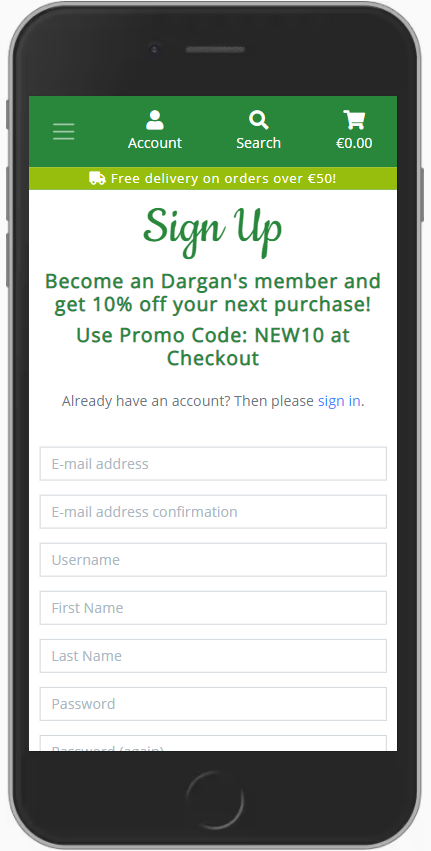 Account
Search
€0.00
Free delivery on orders over €50!
Sign Up
Become an Dargan's member and
get 10% off your next purchase!
Use Promo Code: NEW10 at
Checkout
Already have an account? Then please sign in.
E-mail address
E-mail address confirmation
Username
First Name
Last Name
Password
Password (again)